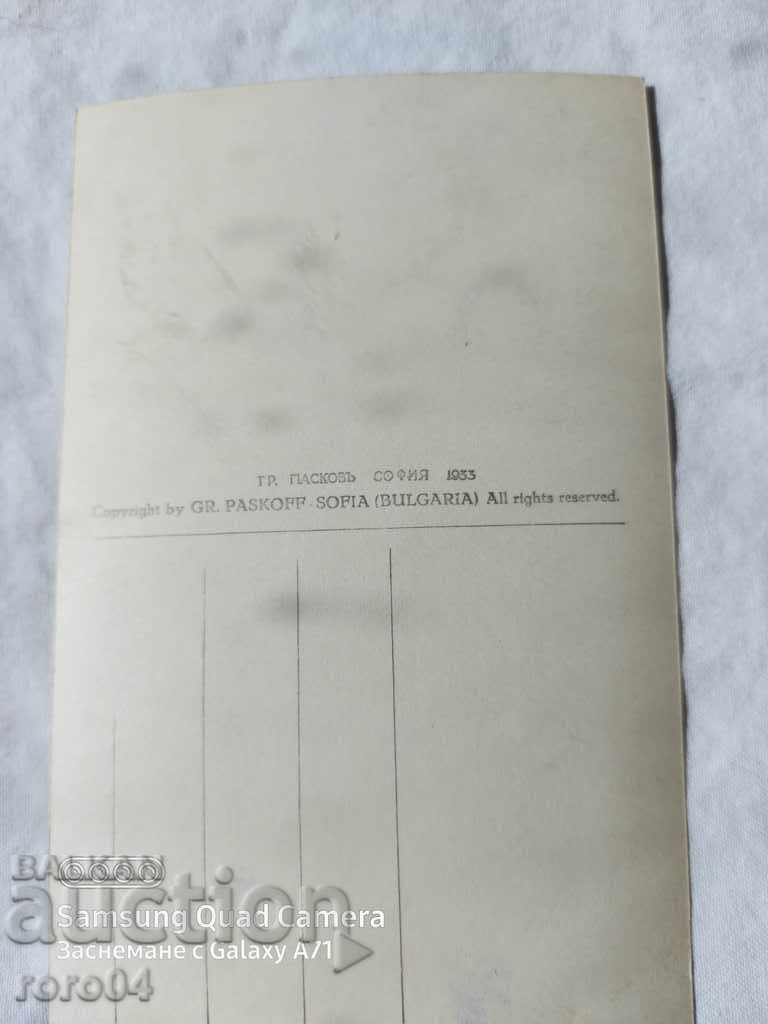 ГР. ПАСКОВЪ СОФИЯ 1933
Copyright by GR. PASKOFF - SOFIA (BULGARIA) All rights reserved.
BALKAN
auction
Samsung Quad Camera
Заснемане с Galaxy A71
roro04